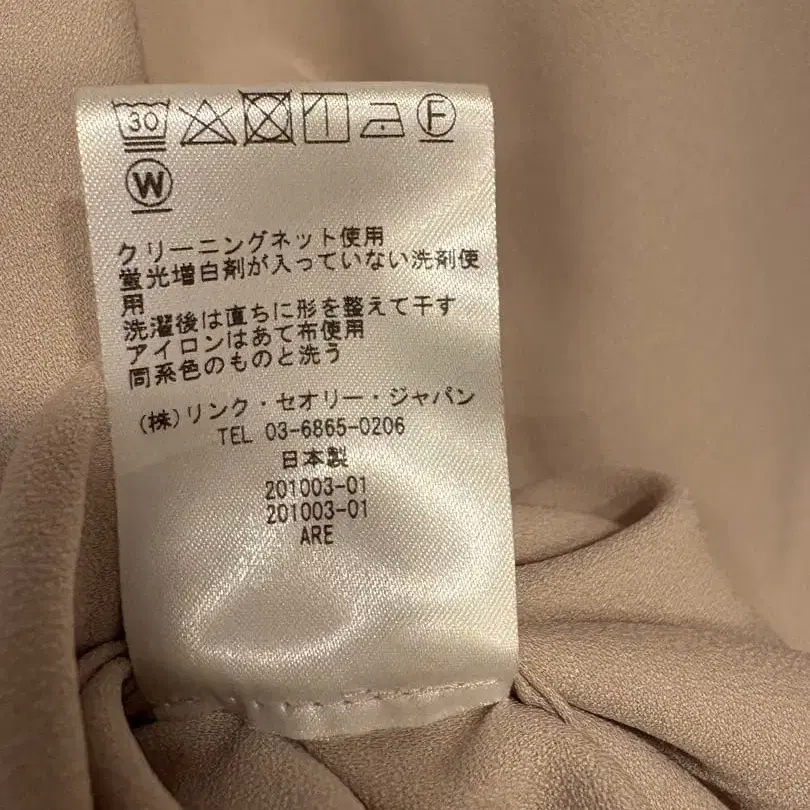 30
F
W
クリーニングネット使用
蛍光増白剤が入っていない洗剤使
用
洗濯後は直ちに形を整えて干す
アイロンはあて布使用
同系色のものと洗う
(株)リンク・セオリー・ジャパン
TEL 03-6865-0206
日本製
201003-01
201003-01
ARE